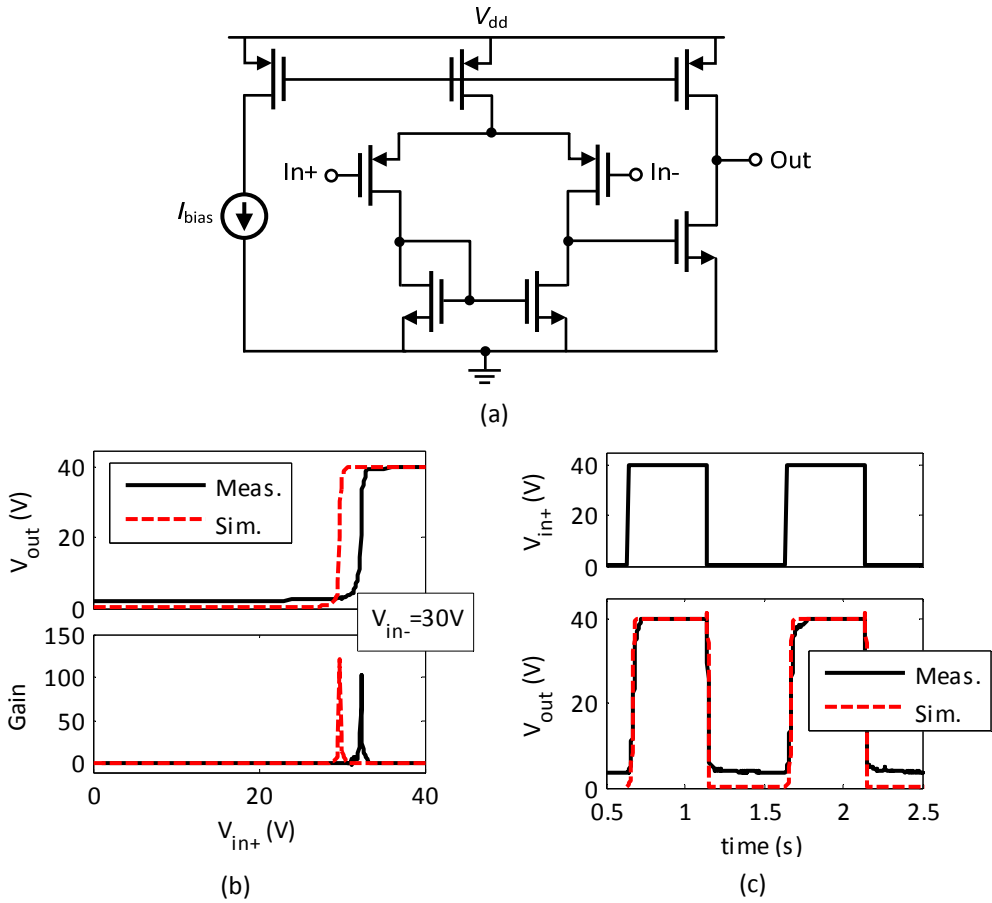 Vdd
In+
In-
Out
Ibias
(a)
Meas.
Sim.
Vout (V)
40
20
0
Vin-=30V
Gain
150
100
50
0
0
20
40
Vin+ (V)
(b)
Vin+ (V)
40
20
0
Vout (V)
40
20
0
Meas.
Sim.
0.5
1
1.5
2
2.5
time (s)
(c)